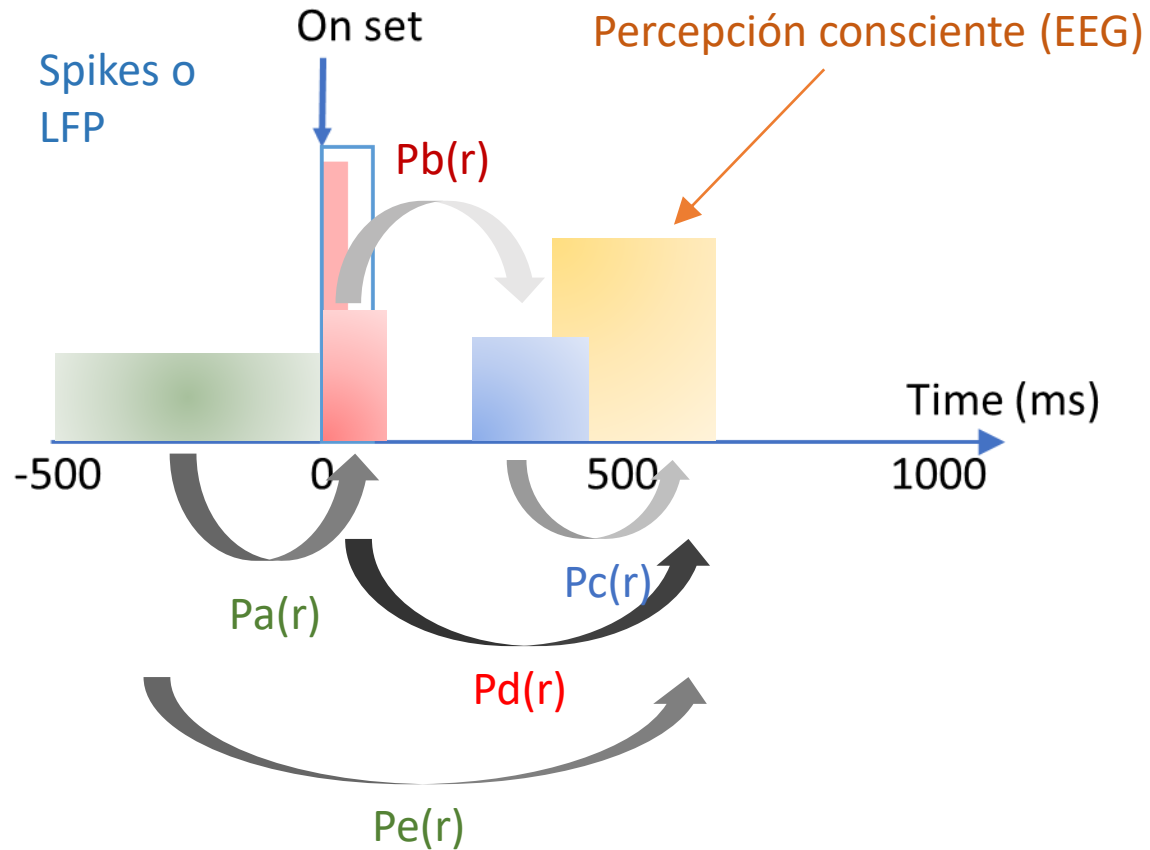 On set
Percepción consciente (EEG)
Spikes o
LFP
Pb(r)
Time (ms)
-500
0
500
1000
Pc(r)
Pa(r)
Pd(r)
Pe(r)